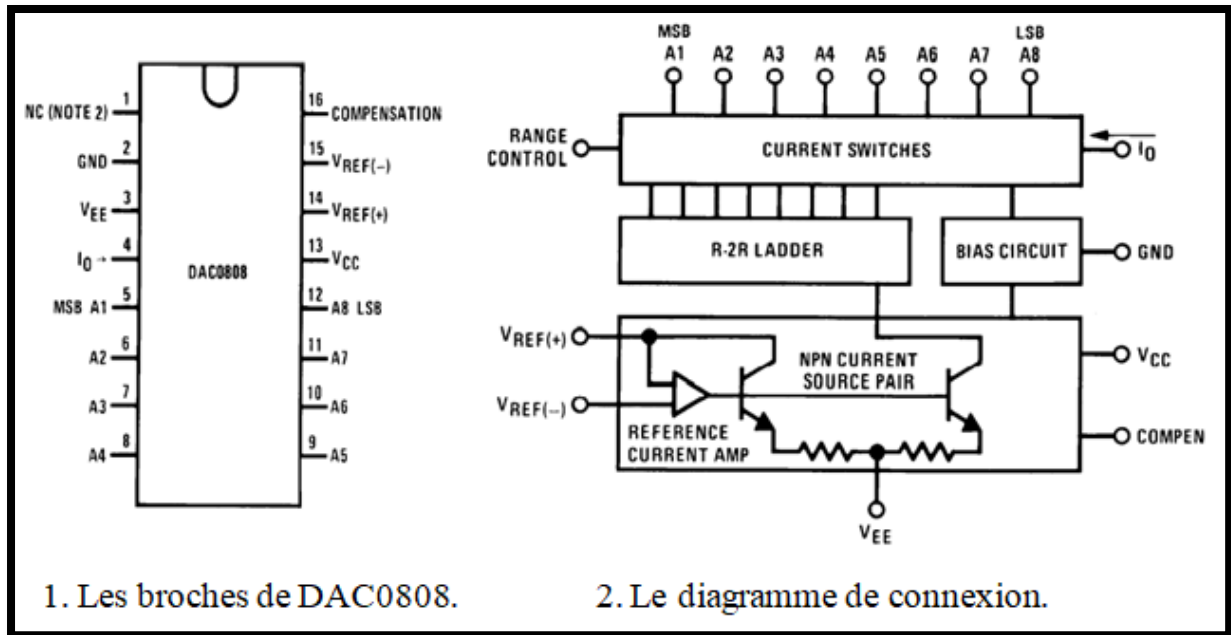 1 16
NC (NOTE 2) COMPENSATION
2 15
GND VREF(−)
3 14
VEE VREF(+)
4 13
IO → VCC
DAC0808
5 12
MSB A1 A8 LSB
6 11
A2 A7
7 10
A3 A6
8 9
A4 A5
MSB LSB
A1 A2 A3 A4 A5 A6 A7 A8
RANGE
CONTROL
CURRENT SWITCHES
IO
R-2R LADDER
BIAS CIRCUIT
GND
VREF(+)
NPN CURRENT
SOURCE PAIR
VCC
VREF(−)
REFERENCE
CURRENT AMP
COMPEN
VEE
1. Les broches de DAC0808. 2. Le diagramme de connexion.